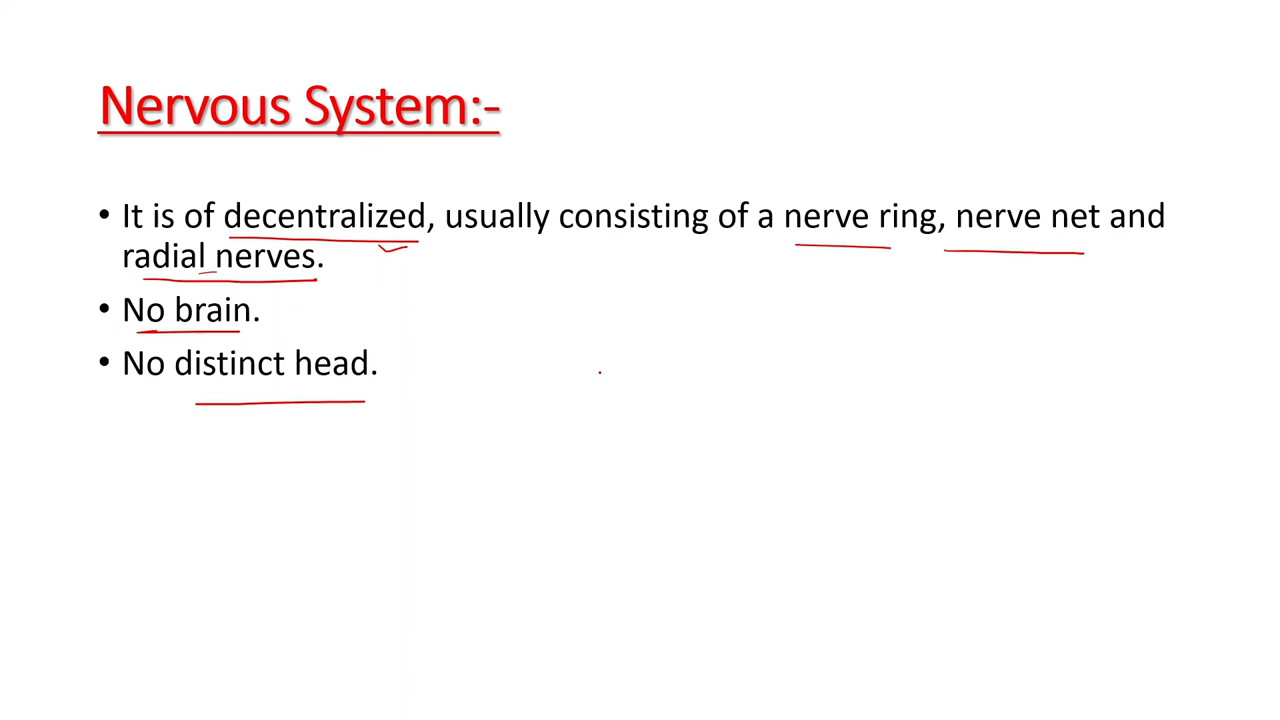 Nervous System:-
• It is of decentralized, usually consisting of a nerve ring, nerve net and
radial nerves.
• No brain.
• No distinct head.